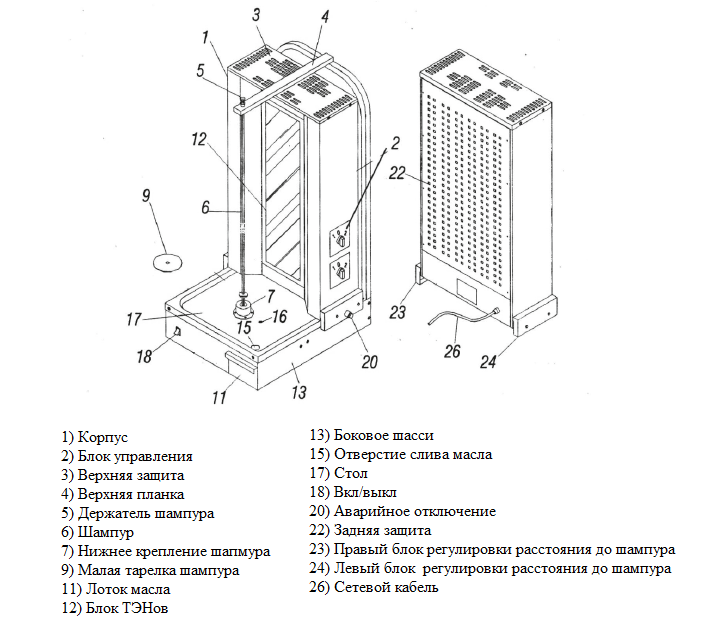 3
4
1
5
12
2
22
9
6
7
16
17
15
18
23
26
20
24
11
13
1) Корпус
2) Блок управления
3) Верхняя защита
4) Верхняя планка
5) Держатель шампура
6) Шампур
7) Нижнее крепление шапмура
9) Малая тарелка шампура
11) Лоток масла
12) Блок ТЭНов
13) Боковое шасси
15) Отверстие слива масла
17) Стол
18) Вкл/выкл
20) Аварийное отключение
22) Задняя защита
23) Правый блок регулировки расстояния до шампура
24) Левый блок регулировки расстояния до шампура
26) Сетевой кабель